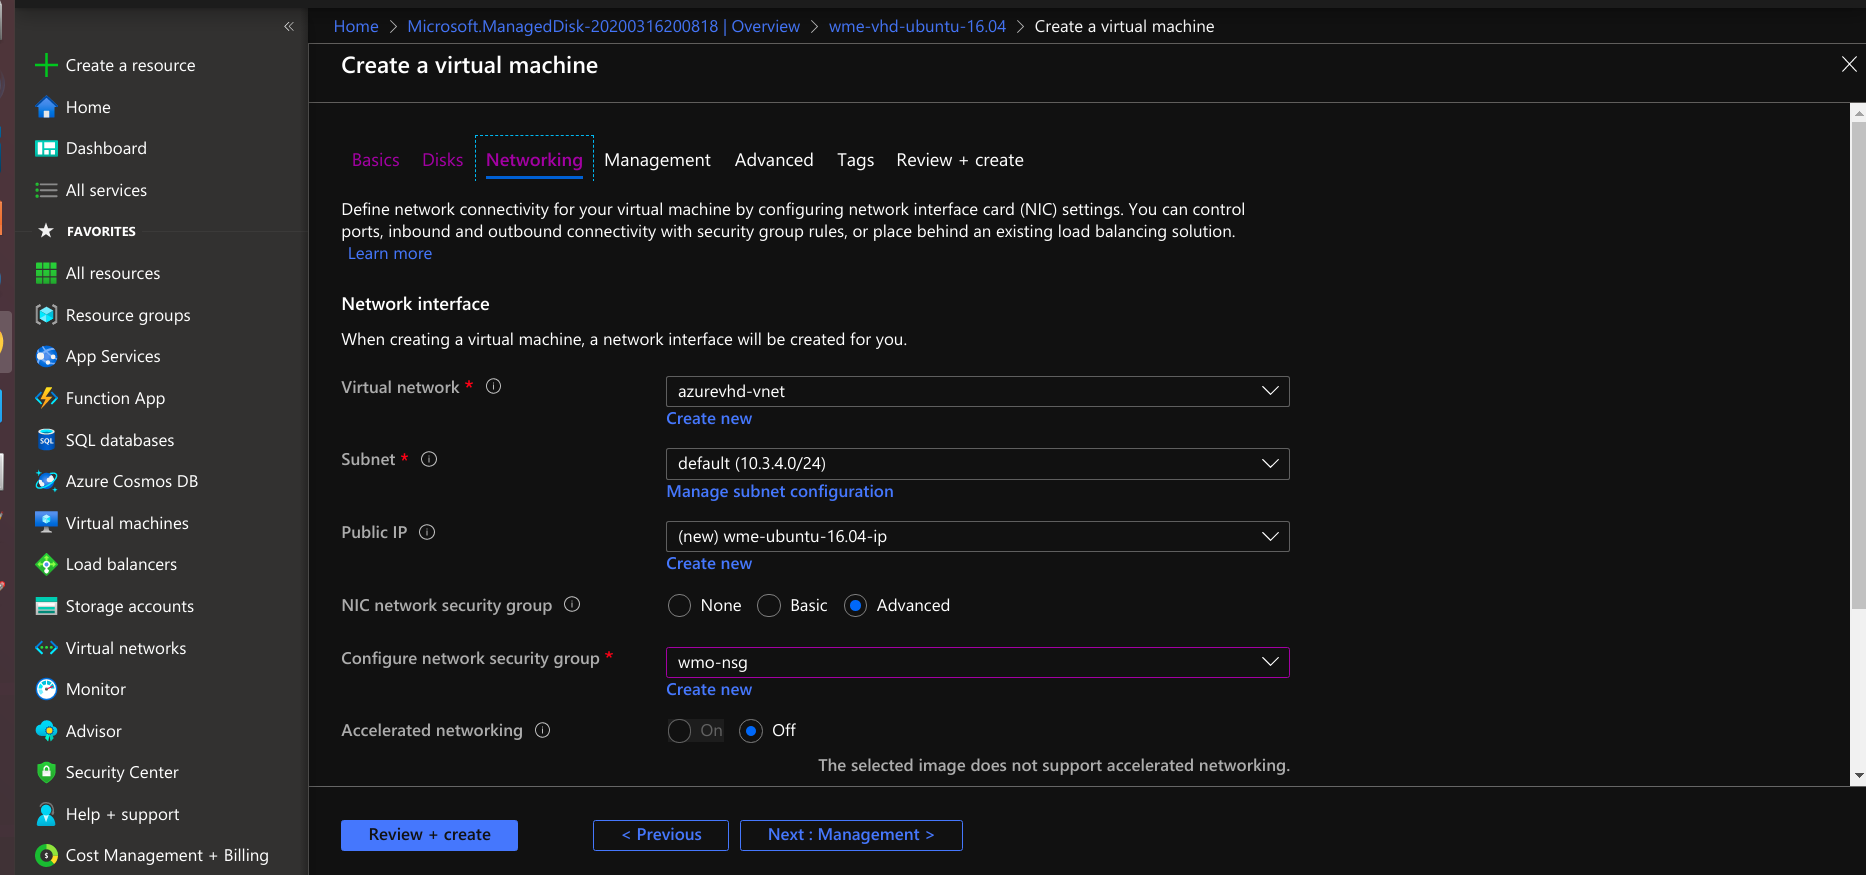 Home > Microsoft.ManagedDisk-20200316200818 | Overview > wme-vhd-ubuntu-16.04 > Create a virtual machine
«
Create a resource
Home
Dashboard
All services
FAVORITES
All resources
Resource groups
App Services
Function App
SQL databases
Azure Cosmos DB
Virtual machines
Load balancers
Storage accounts
Virtual networks
Monitor
Advisor
Security Center
Help + support
Cost Management + Billing
Create a virtual machine
Basics Disks Networking Management Advanced Tags Review + create
Define network connectivity for your virtual machine by configuring network interface card (NIC) settings. You can control
ports, inbound and outbound connectivity with security group rules, or place behind an existing load balancing solution.
Learn more
Network interface
When creating a virtual machine, a network interface will be created for you.
Virtual network * azurevhd-vnet
Create new
Subnet * default (10.3.4.0/24)
Manage subnet configuration
Public IP (new) wme-ubuntu-16.04-ip
Create new
NIC network security group None Basic Advanced
Configure network security group * wmo-nsg
Create new
Accelerated networking On Off
The selected image does not support accelerated networking.
Review + create < Previous Next : Management >